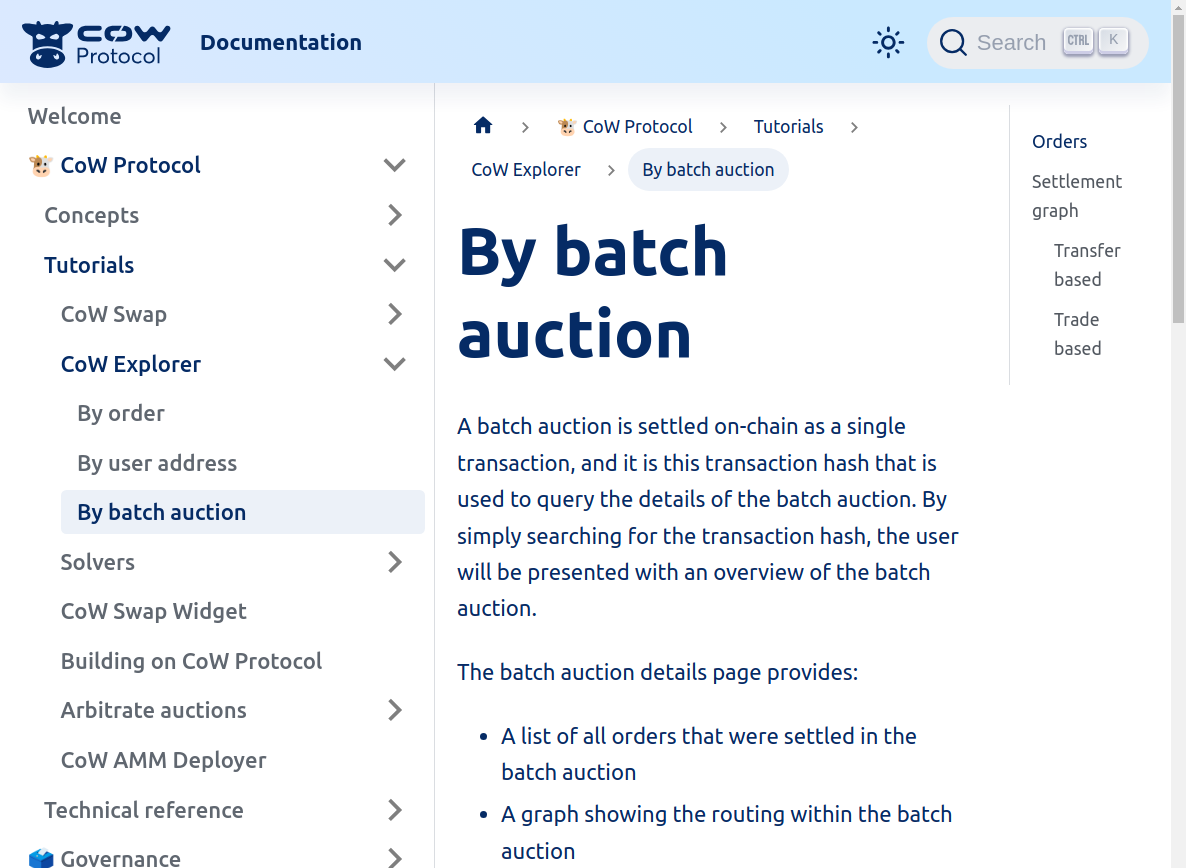 COW Protocol
Documentation
Search CTRL K
Welcome
CoW Protocol
Concepts
Tutorials
CoW Swap
CoW Explorer
By order
By user address
By batch auction
Solvers
CoW Swap Widget
Building on CoW Protocol
Arbitrate auctions
CoW AMM Deployer
Technical reference
Governance
CoW Protocol
Tutorials
CoW Explorer
By batch auction
By batch
auction
A batch auction is settled on-chain as a single
transaction, and it is this transaction hash that is
used to query the details of the batch auction. By
simply searching for the transaction hash, the user
will be presented with an overview of the batch
auction.
The batch auction details page provides:
• A list of all orders that were settled in the
batch auction
• A graph showing the routing within the batch
auction
Orders
Settlement
graph
Transfer
based
Trade
based